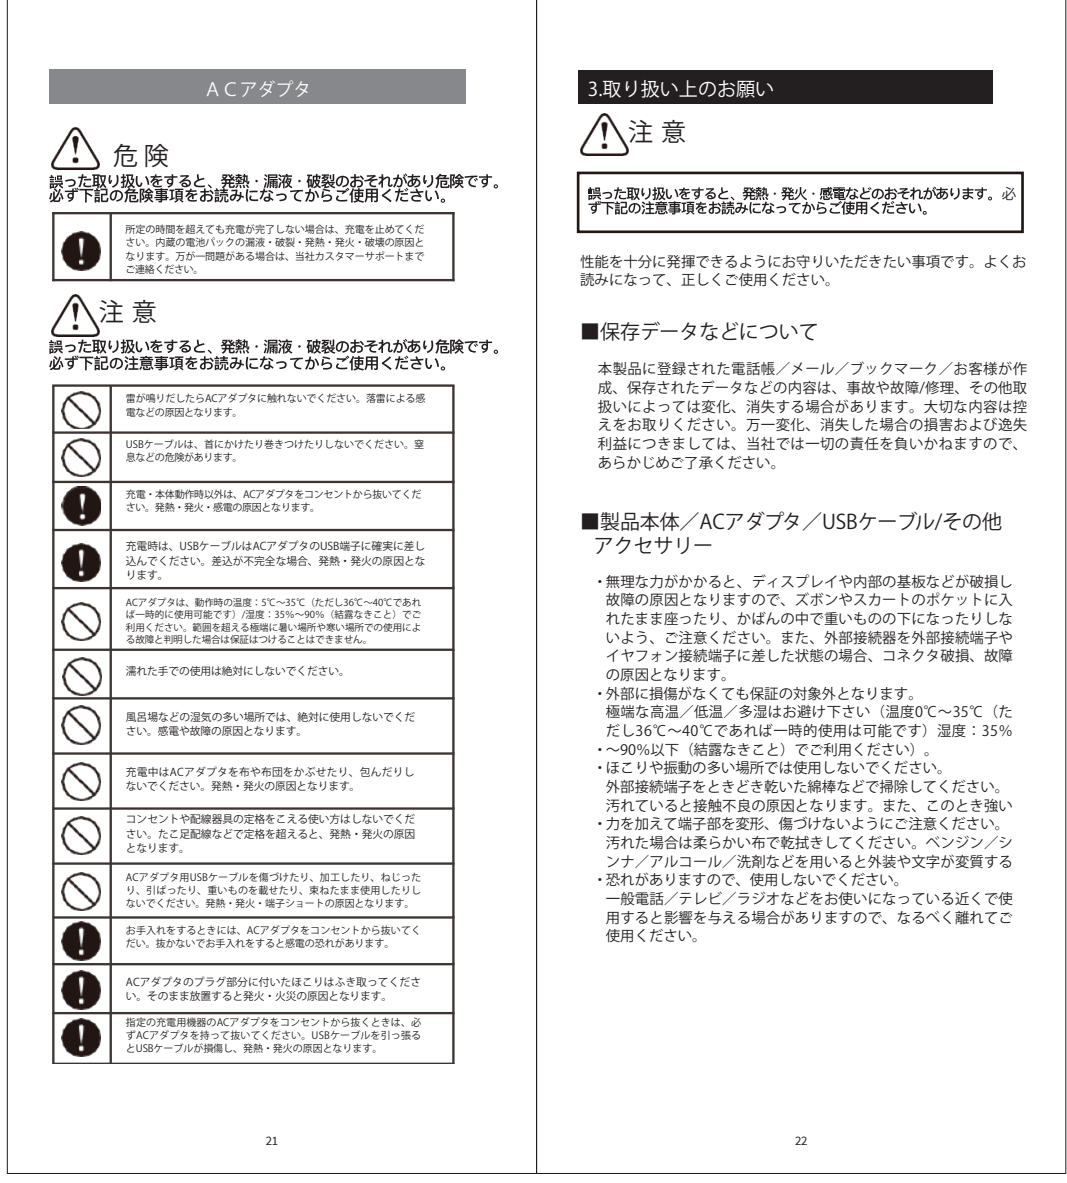 ＡＣアダプタ
危 険
誤った取り扱いをすると、発熱・漏液・破裂のおそれがあり危険です。
必ず下記の危険事項をお読みになってからご使用ください。
所定の時間を超えても充電が完了しない場合は、充電を止めてくだ
さい。内蔵の電池パックの漏液・破裂・発熱・発火・破壊の原因と
なります。万が一問題がある場合は、当社カスタマーサポートまで
ご連絡ください。
注 意
誤った取り扱いをすると、発熱・漏液・破裂のおそれがあり危険です。
必ず下記の注意事項をお読みになってからご使用ください。
雷が鳴りだしたらACアダプタに触れないでください。落雷による感
電などの原因となります。
USBケーブルは、首にかけたり巻きつけたりしないでください。窒
息などの危険があります。
充電・本体動作時以外は、ACアダプタをコンセントから抜いてくだ
さい。発熱・発火・感電の原因となります。
充電時は、USBケーブルはACアダプタのUSB端子に確実に差し
込んでください。差込が不完全な場合、発熱・発火の原因とな
ります。
ACアダプタは、動作時の温度：5℃～35℃（ただし36℃～40℃であれ
ば一時的に使用可能です）/湿度：35%～90%（結露なきこと）でご
利用ください。範囲を超える極端に暑い場所や寒い場所での使用によ
る故障と判明した場合は保証はつけることはできません。
濡れた手での使用は絶対にしないでください。
風呂場などの湿気の多い場所では、絶対に使用しないでくだ
さい。感電や故障の原因となります。
充電中はACアダプタを布や布団をかぶせたり、包んだりし
ないでください。発熱・発火の原因となります。
コンセントや配線器具の定格をこえる使い方はしないでくだ
さい。たこ足配線などで定格を超えると、発熱・発火の原因
となります。
ACアダプタ用USBケーブルを傷づけたり、加工したり、ねじった
り、引ばったり、重いものを載せたり、束ねたまま使用したりし
ないでください。発熱・発火・端子ショートの原因となります。
お手入れをするときには、ACアダプタをコンセントから抜いてく
だい。抜かないでお手入れをすると感電の恐れがあります。
ACアダプタのプラグ部分に付いたほこりはふき取ってくださ
い。そのまま放置すると発火・火災の原因となります。
指定の充電用機器のACアダプタをコンセントから抜くときは、必
ずACアダプタを持って抜いてください。USBケーブルを引っ張る
とUSBケーブルが損傷し、発熱・発火の原因となります。
21
3.取り扱い上のお願い
注 意
誤った取り扱いをすると、発熱・発火・感電などのおそれがあります。必
ず下記の注意事項をお読みになってからご使用ください。
性能を十分に発揮できるようにお守りいただきたい事項です。よくお
読みになって、正しくご使用ください。
■保存データなどについて
本製品に登録された電話帳／メール／ブックマーク／お客様が作
成、保存されたデータなどの内容は、事故や故障/修理、その他取
扱いによっては変化、消失する場合があります。大切な内容は控
えをお取りください。万一変化、消失した場合の損害および逸失
利益につきましては、当社では一切の責任を負いかねますので、
あらかじめご了承ください。
■製品本体／ACアダプタ／USBケーブル/その他
アクセサリー
・無理な力がかかると、ディスプレイや内部の基板などが破損し
故障の原因となりますので、ズボンやスカートのポケットに入
れたまま座ったり、かばんの中で重いものの下になったりしな
いよう、ご注意ください。また、外部接続器を外部接続端子や
イヤフォン接続端子に差した状態の場合、コネクタ破損、故障
の原因となります。
・外部に損傷がなくても保証の対象外となります。
極端な高温／低温／多湿はお避け下さい（温度0℃～35℃（た
だし36℃～40℃であれば一時的使用は可能です）湿度：35%
・～90%以下（結露なきこと）でご利用ください）。
・ほこりや振動の多い場所では使用しないでください。
外部接続端子をときどき乾いた綿棒などで掃除してください。
汚れていると接触不良の原因となります。また、このとき強い
・力を加えて端子部を変形、傷づけないようにご注意ください。
汚れた場合は柔らかい布で乾拭きしてください。ベンジン／シ
ンナ／アルコール／洗剤などを用いると外装や文字が変質する
・恐れがありますので、使用しないでください。
一般電話／テレビ／ラジオなどをお使いになっている近くで使
用すると影響を与える場合がありますので、なるべく離れてご
使用ください。
22